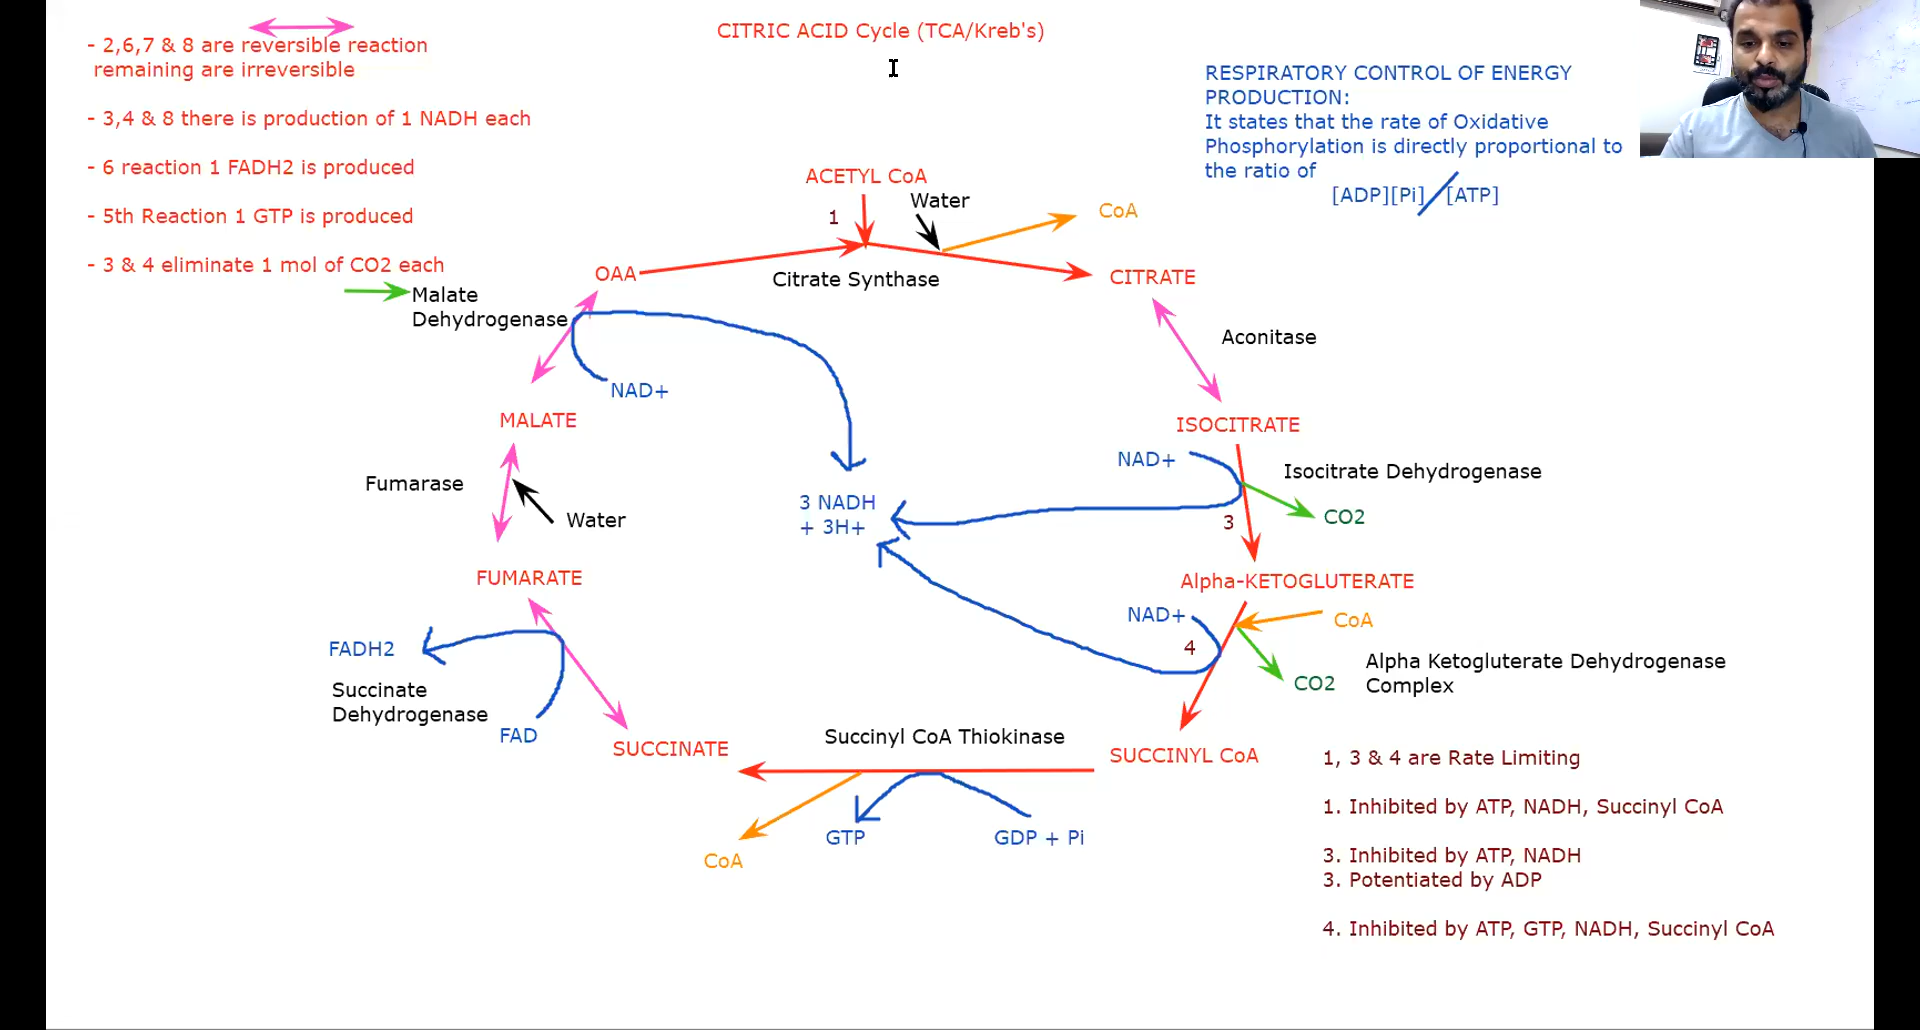 CITRIC ACID Cycle (TCA/Kreb's)
- 2,6,7 & 8 are reversible reaction
remaining are irreversible
- 3,4 & 8 there is production of 1 NADH each
- 6 reaction 1 FADH2 is produced
- 5th Reaction 1 GTP is produced
- 3 & 4 eliminate 1 mol of CO2 each
RESPIRATORY CONTROL OF ENERGY
PRODUCTION:
It states that the rate of Oxidative
Phosphorylation is directly proportional to
the ratio of
[ADP][Pi]/[ATP]
ACETYL CoA
Water
1
CoA
OAA
Citrate Synthase
CITRATE
Malate
Dehydrogenase
Aconitase
NAD+
MALATE
ISOCITRATE
NAD+
Isocitrate Dehydrogenase
Fumarase
Water
3 NADH
+ 3H+
3
CO2
FUMARATE
Alpha-KETOGLUTERATE
NAD+
CoA
4
FADH2
Alpha Ketogluterate Dehydrogenase
Complex
CO2
Succinate
Dehydrogenase
FAD
SUCCINATE
Succinyl CoA Thiokinase
SUCCINYL CoA
GTP
GDP + Pi
CoA
1, 3 & 4 are Rate Limiting
1. Inhibited by ATP, NADH, Succinyl CoA
3. Inhibited by ATP, NADH
3. Potentiated by ADP
4. Inhibited by ATP, GTP, NADH, Succinyl CoA